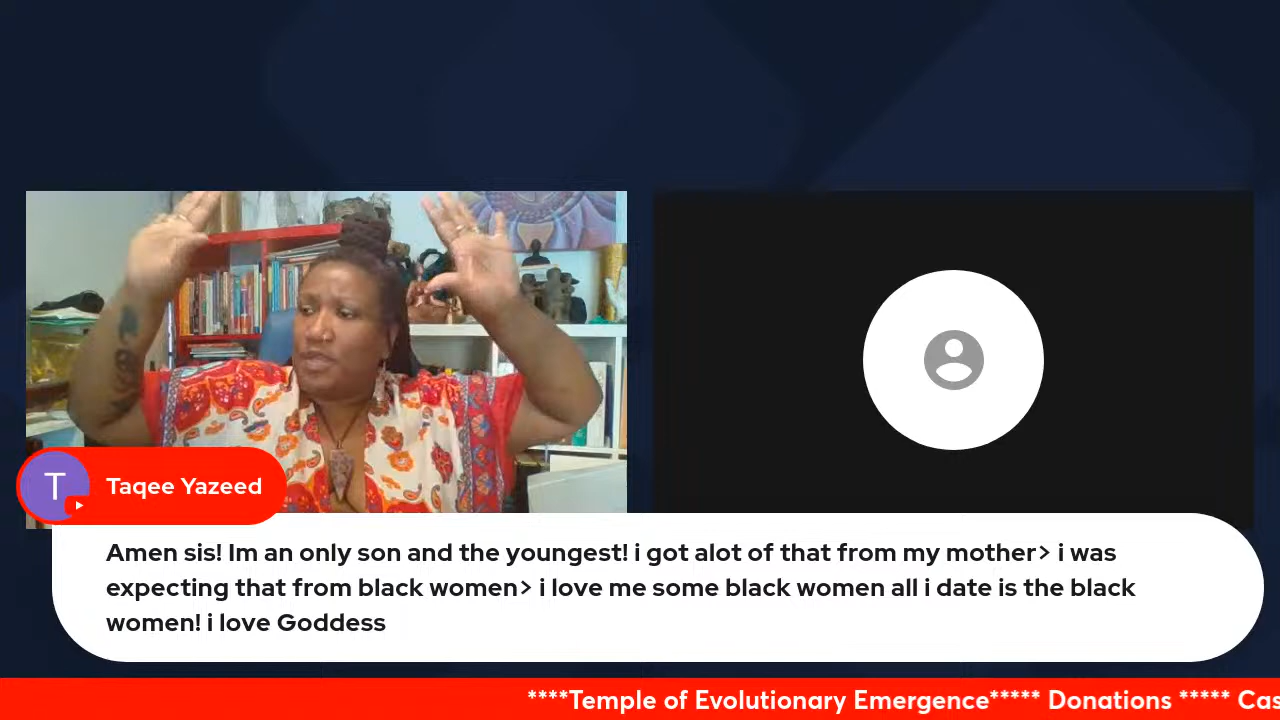 T
Taqee Yazeed
Amen sis! Im an only son and the youngest! i got alot of that from my mother> i was
expecting that from black women> i love me some black women all i date is the black
women! i love Goddess
****Temple of Evolutionary Emergence***** Donations ***** Cas